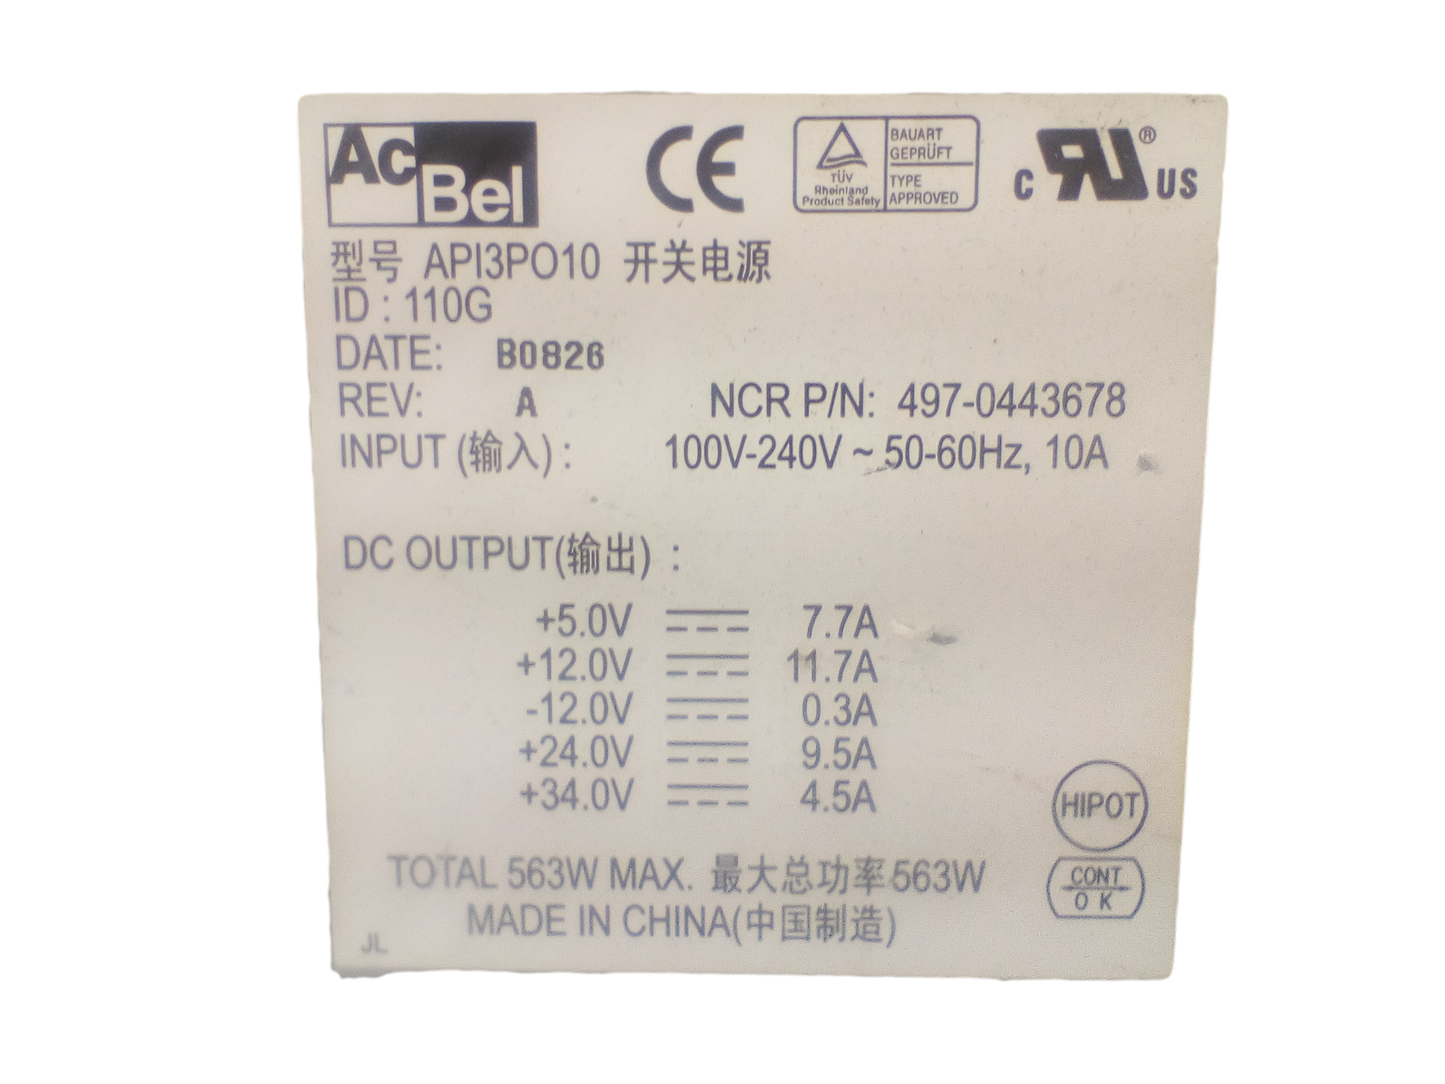 AcBel
CE
TÜV
Rheinland
Product Safety
BAUART
GEPRÜFT
TYPE
APPROVED
C RU ® US
型号 API3PO10 开关电源
ID : 110G
DATE: B0826
REV: A NCR P/N: 497-0443678
INPUT (输入) : 100V-240V ~ 50-60Hz, 10A
DC OUTPUT(输出) :
+5.0V 7.7A
+12.0V 11.7A
-12.0V 0.3A
+24.0V 9.5A
+34.0V 4.5A
HIPOT
TOTAL 563W MAX. 最大总功率563W
CONT
O K
MADE IN CHINA(中国制造)
JL